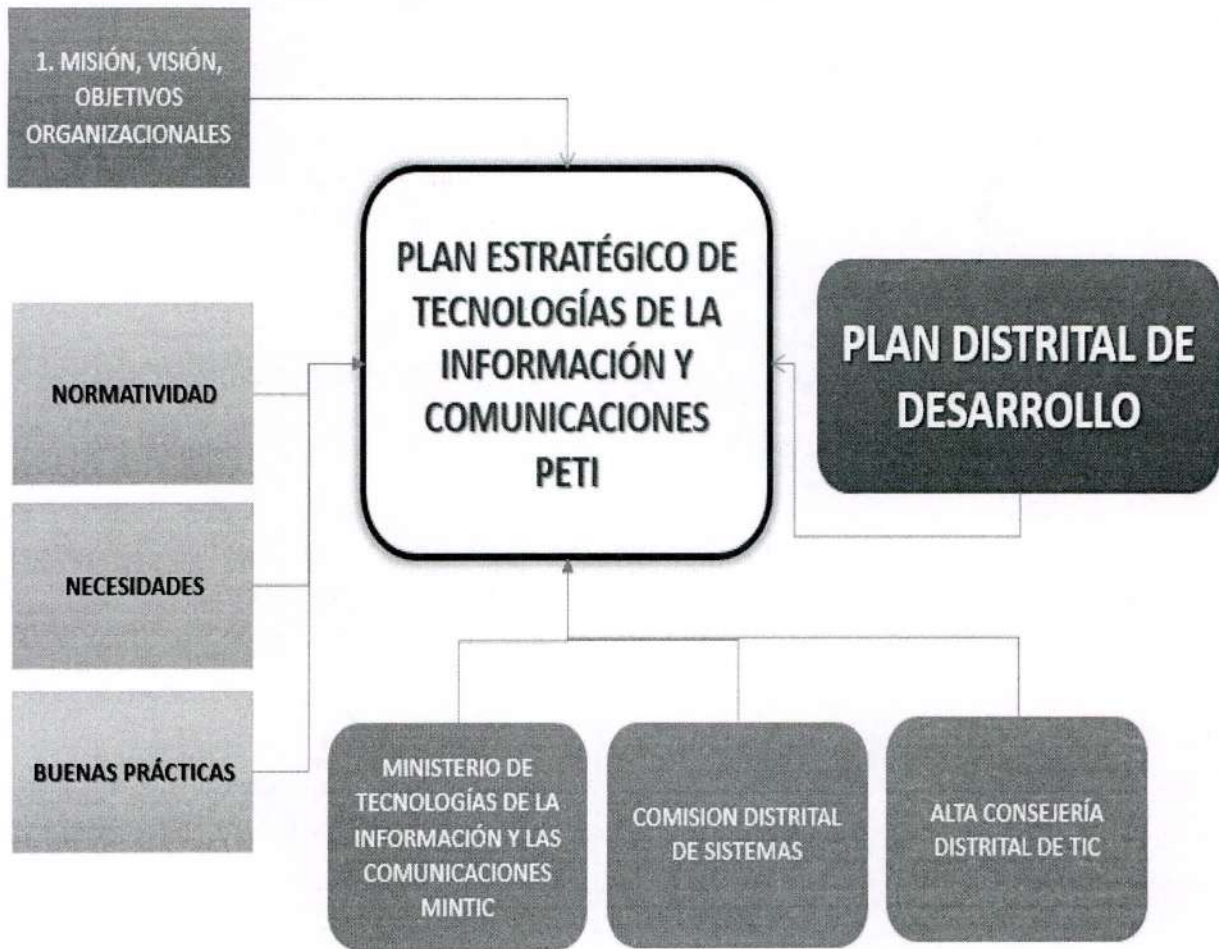 1. MISIÓN, VISIÓN,
OBJETIVOS
ORGANIZACIONALES
PLAN ESTRATÉGICO DE
TECNOLOGÍAS DE LA
INFORMACIÓN Y
COMUNICACIONES
PETI
PLAN DISTRITAL DE
DESARROLLO
NORMATIVIDAD
NECESIDADES
BUENAS PRÁCTICAS
MINISTERIO DE
TECNOLOGÍAS DE LA
INFORMACIÓN Y LAS
COMUNICACIONES
MINTIC
COMISION DISTRITAL
DE SISTEMAS
ALTA CONSEJERÍA
DISTRITAL DE TIC